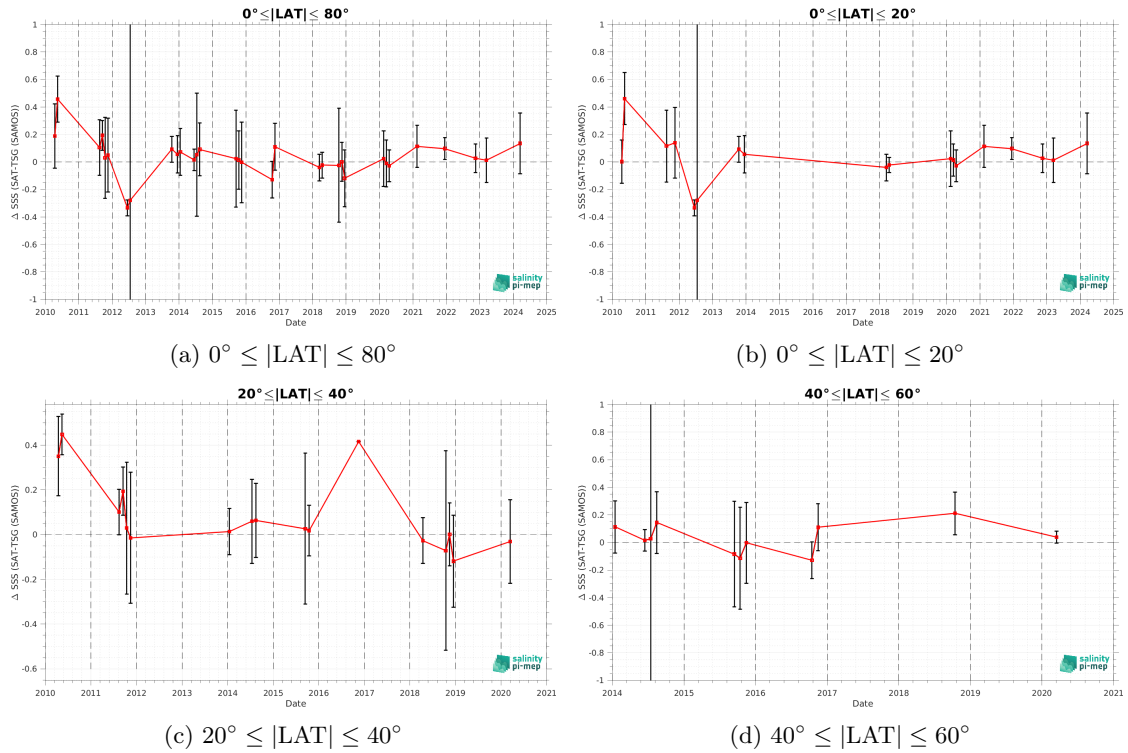 0°≤|LAT|≤ 80°
Δ SSS (SAT-TSG (SAMOS))
1
0.8
0.6
0.4
0.2
0
-0.2
-0.4
-0.6
-0.8
-1
2010 2011 2012 2013 2014 2015 2016 2017 2018 2019 2020 2021 2022 2023 2024 2025
Date
salinity
pi-mep
(a) 0° ≤ |LAT| ≤ 80°
0°≤|LAT|≤ 20°
Δ SSS (SAT-TSG (SAMOS))
1
0.8
0.6
0.4
0.2
0
-0.2
-0.4
-0.6
-0.8
-1
2010 2011 2012 2013 2014 2015 2016 2017 2018 2019 2020 2021 2022 2023 2024 2025
Date
salinity
pi-mep
(b) 0° ≤ |LAT| ≤ 20°
20°≤|LAT|≤ 40°
Δ SSS (SAT-TSG (SAMOS))
0.4
0.2
0
-0.2
-0.4
-0.6
2010 2011 2012 2013 2014 2015 2016 2017 2018 2019 2020 2021
Date
salinity
pi-mep
(c) 20° ≤ |LAT| ≤ 40°
40°≤|LAT|≤ 60°
Δ SSS (SAT-TSG (SAMOS))
1
0.8
0.6
0.4
0.2
0
-0.2
-0.4
-0.6
-0.8
-1
2014 2015 2016 2017 2018 2019 2020 2021
Date
salinity
pi-mep
(d) 40° ≤ |LAT| ≤ 60°